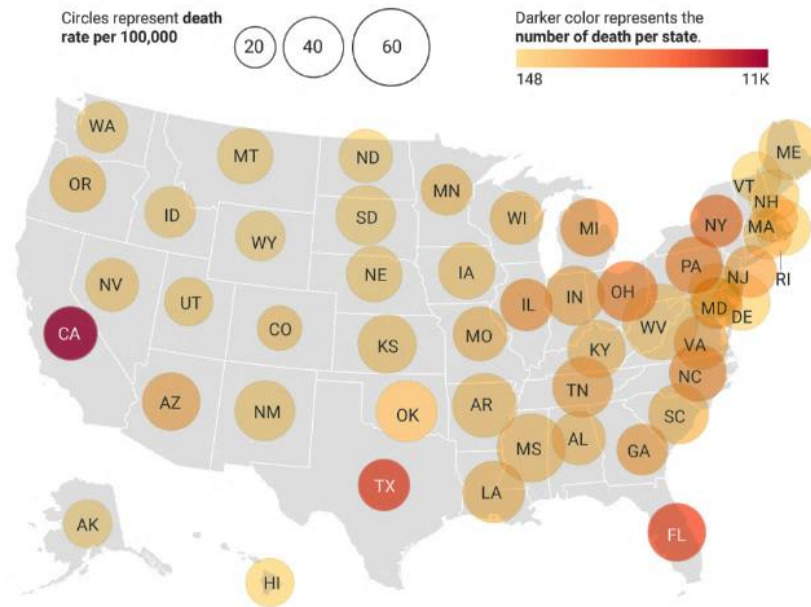 Circles represent death
rate per 100,000
20
40
60
Darker color represents the
number of death per state.
148
11K
WA
MT
ND
ME
OR
MN
VT
NH
ID
SD
WI
MI
NY
MA
WY
NV
NE
IA
PA
NJ
RI
UT
IL
IN
OH
MD
DE
CA
CO
KS
MO
WV
KY
VA
AZ
NM
OK
AR
TN
NC
SC
MS
AL
GA
TX
LA
AK
FL
HI